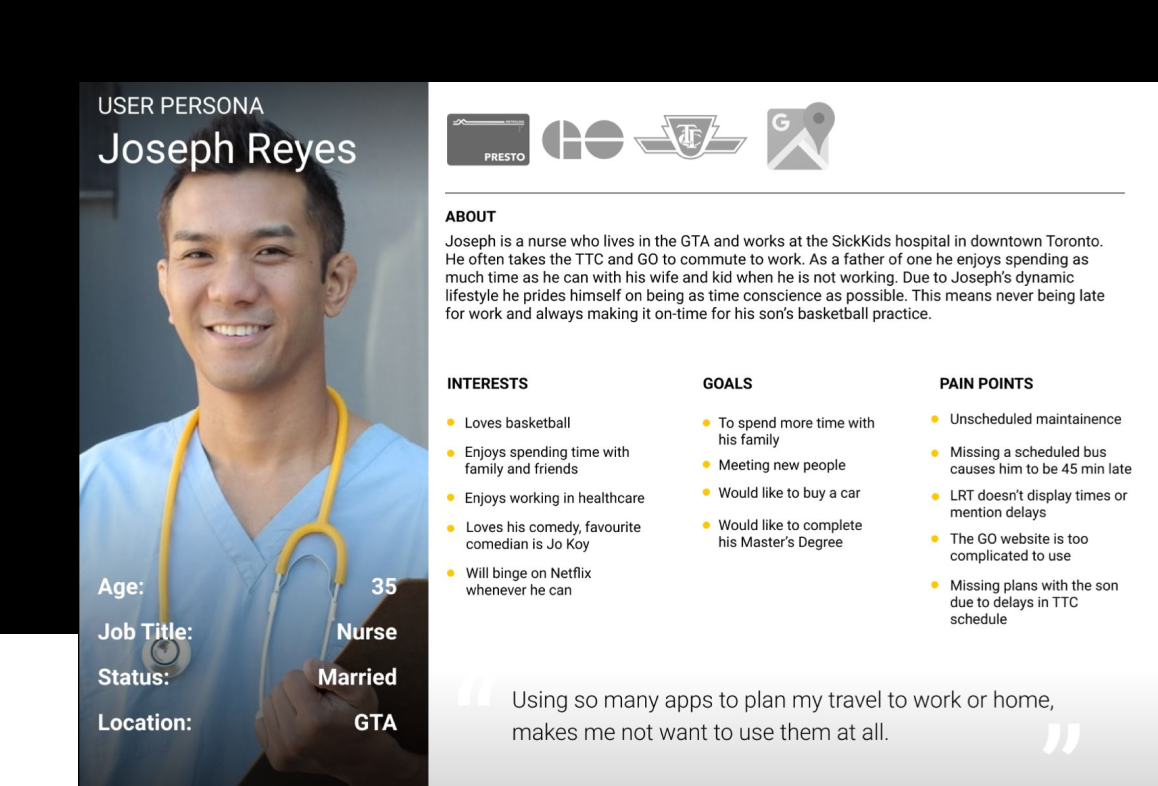 USER PERSONA
Joseph Reyes
Age: 35
Job Title: Nurse
Status: Married
Location: GTA
PRESTO
GO
TTC
G
ABOUT
Joseph is a nurse who lives in the GTA and works at the SickKids hospital in downtown Toronto.
He often takes the TTC and GO to commute to work. As a father of one he enjoys spending as
much time as he can with his wife and kid when he is not working. Due to Joseph’s dynamic
lifestyle he prides himself on being as time conscience as possible. This means never being late
for work and always making it on-time for his son’s basketball practice.
INTERESTS
Loves basketball
Enjoys spending time with
family and friends
Enjoys working in healthcare
Loves his comedy, favourite
comedian is Jo Koy
Will binge on Netflix
whenever he can
GOALS
To spend more time with
his family
Meeting new people
Would like to buy a car
Would like to complete
his Master’s Degree
PAIN POINTS
Unscheduled maintainence
Missing a scheduled bus
causes him to be 45 min late
LRT doesn’t display times or
mention delays
The GO website is too
complicated to use
Missing plans with the son
due to delays in TTC
schedule
“ Using so many apps to plan my travel to work or home,
makes me not want to use them at all. ”